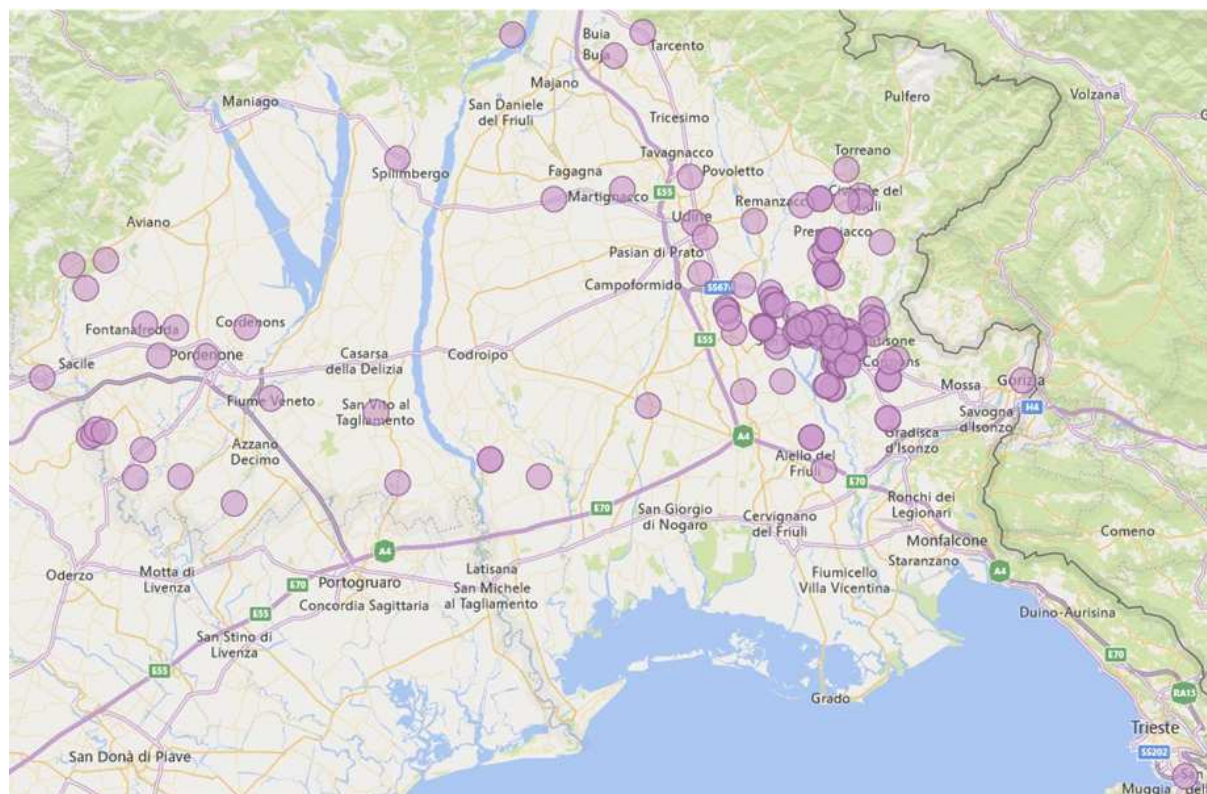 Buia
Buja
Tarcento
Majano
Pulfero
Volzana
Maniago
San Daniele
del Friuli
Tricesimo
Tavagnacco
Torreano
Spilimbergo
Fagagna
Povoletto
Martignacco
E55
Remanzacc
Aviano
Udine
Pasian di Prato
Campoformido
Fontanafredda
Cordenons
E55
Sacile
Pordenone
Casarsa
della Delizia
Codroipo
Mossa
Gorizia
Fiume Veneto
San Vito al
Tagliamento
Savogna
d'Isonzo
H4
Azzano
Decimo
A4
Gradisca
d'Isonzo
Aiello del
Friuli
E70
Ronchi dei
Legionari
E70
San Giorgio
di Nogaro
Cervignano
del Friuli
Comeno
Monfalcone
Staranzano
A4
A4
Oderzo
Motta di
Livenza
E70
Portogruaro
Latisana
San Michele
al Tagliamento
Concordia Sagittaria
Fiumicello
Villa Vicentina
Duino-Aurisina
E55
San Stino di
Livenza
E55
E70
Grado
RA13
Trieste
San Donà di Piave
SS202
Muggia